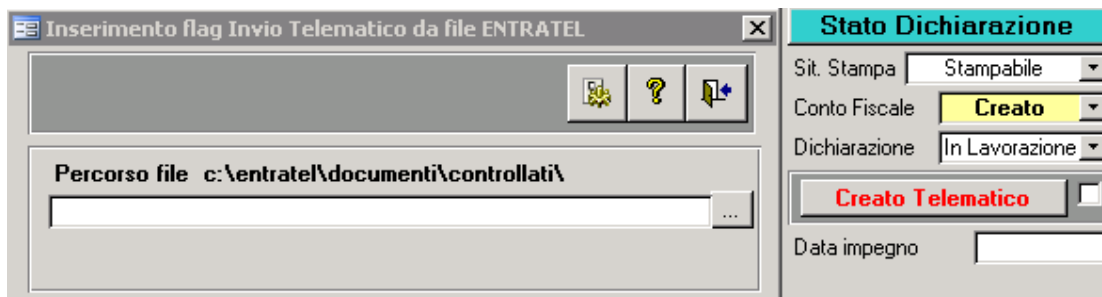 Inserimento flag Invio Telematico da file ENTRATEL
Percorso file c:\entratel\documenti\controllati\
...
Stato Dichiarazione
Sit. Stampa Stampabile
Conto Fiscale Creato
Dichiarazione In Lavorazione
Creato Telematico
Data impegno